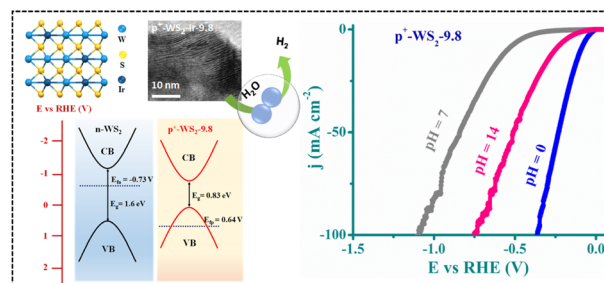 W
S
Ir
p⁺-WS₂-Ir-9.8
10 nm
H₂
H₂O
E vs RHE (V)
n-WS₂
p⁺-WS₂-9.8
-2
-1
0
1
2
CB
E_fn = -0.73 V
E_g = 1.6 eV
VB
CB
E_g = 0.83 eV
E_fp = 0.64 V
VB
p⁺-WS₂-9.8
j (mA cm⁻²)
0
-50
-100
pH = 7
pH = 14
pH = 0
-1.5
-1.0
-0.5
0.0
E vs RHE (V)